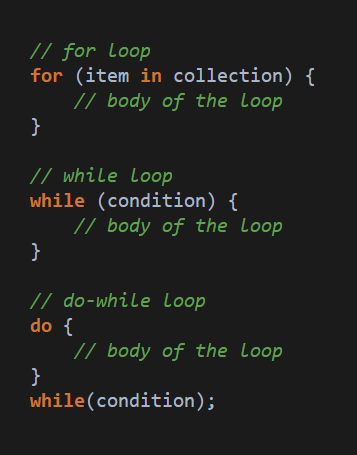 // for loop
for (item in collection) {
    // body of the loop
}

// while loop
while (condition) {
    // body of the loop
}

// do-while loop
do {
    // body of the loop
}
while(condition);